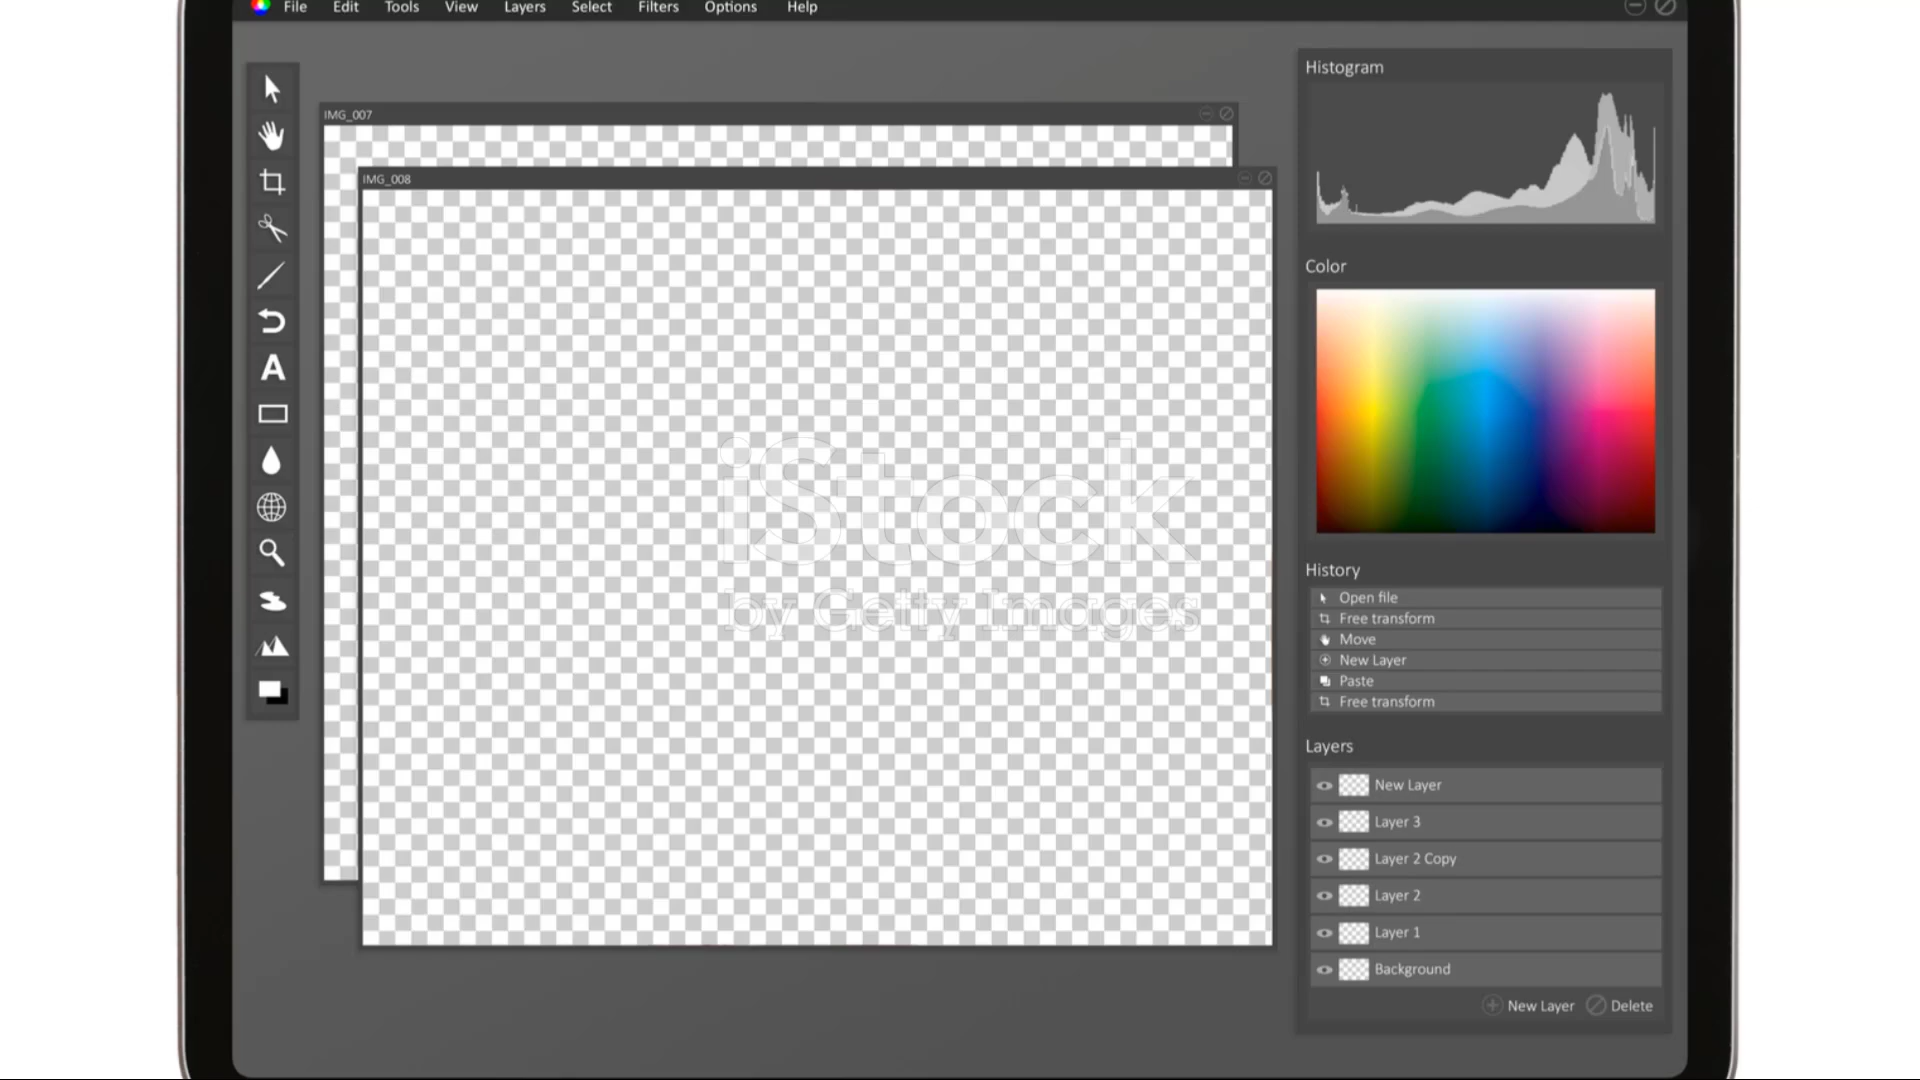 File Edit Tools View Layers Select Filters Options Help
IMG_007
IMG_008
A
iStock
by Getty Images
Histogram
Color
History
Open file
Free transform
Move
New Layer
Paste
Free transform
Layers
New Layer
Layer 3
Layer 2 Copy
Layer 2
Layer 1
Background
New Layer Delete